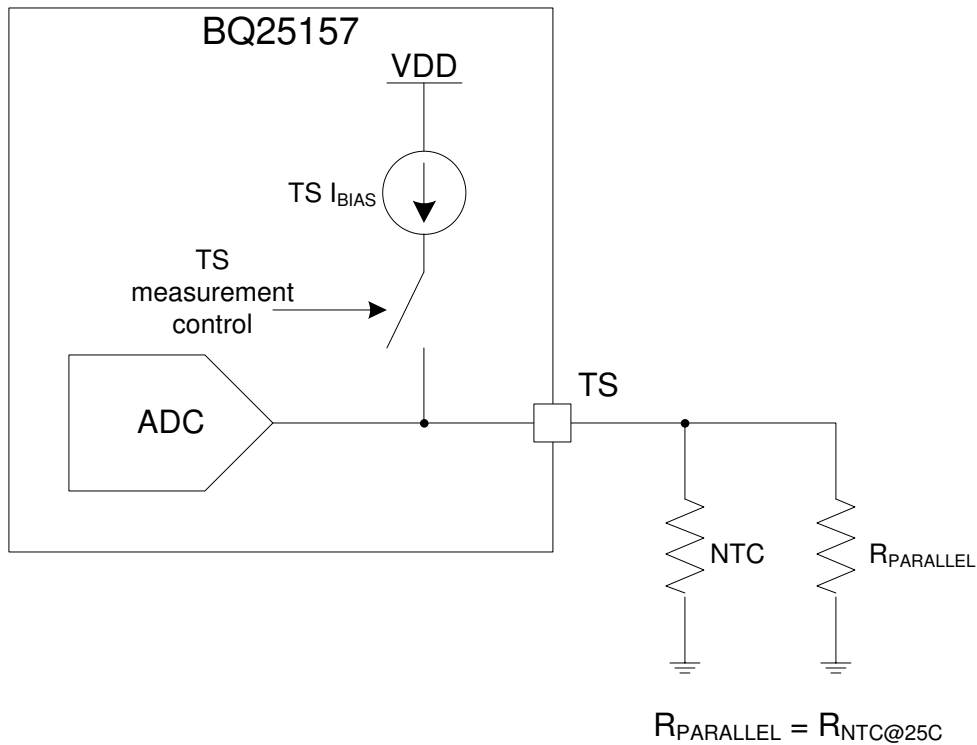 BQ25157
VDD
TS IBIAS
TS
measurement
control
TS
ADC
NTC
RPARALLEL
RPARALLEL = RNTC@25C